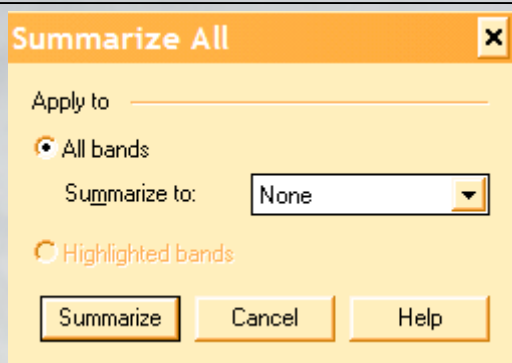 Summarize All
Apply to
All bands
Summarize to: None
Highlighted bands
Summarize Cancel Help